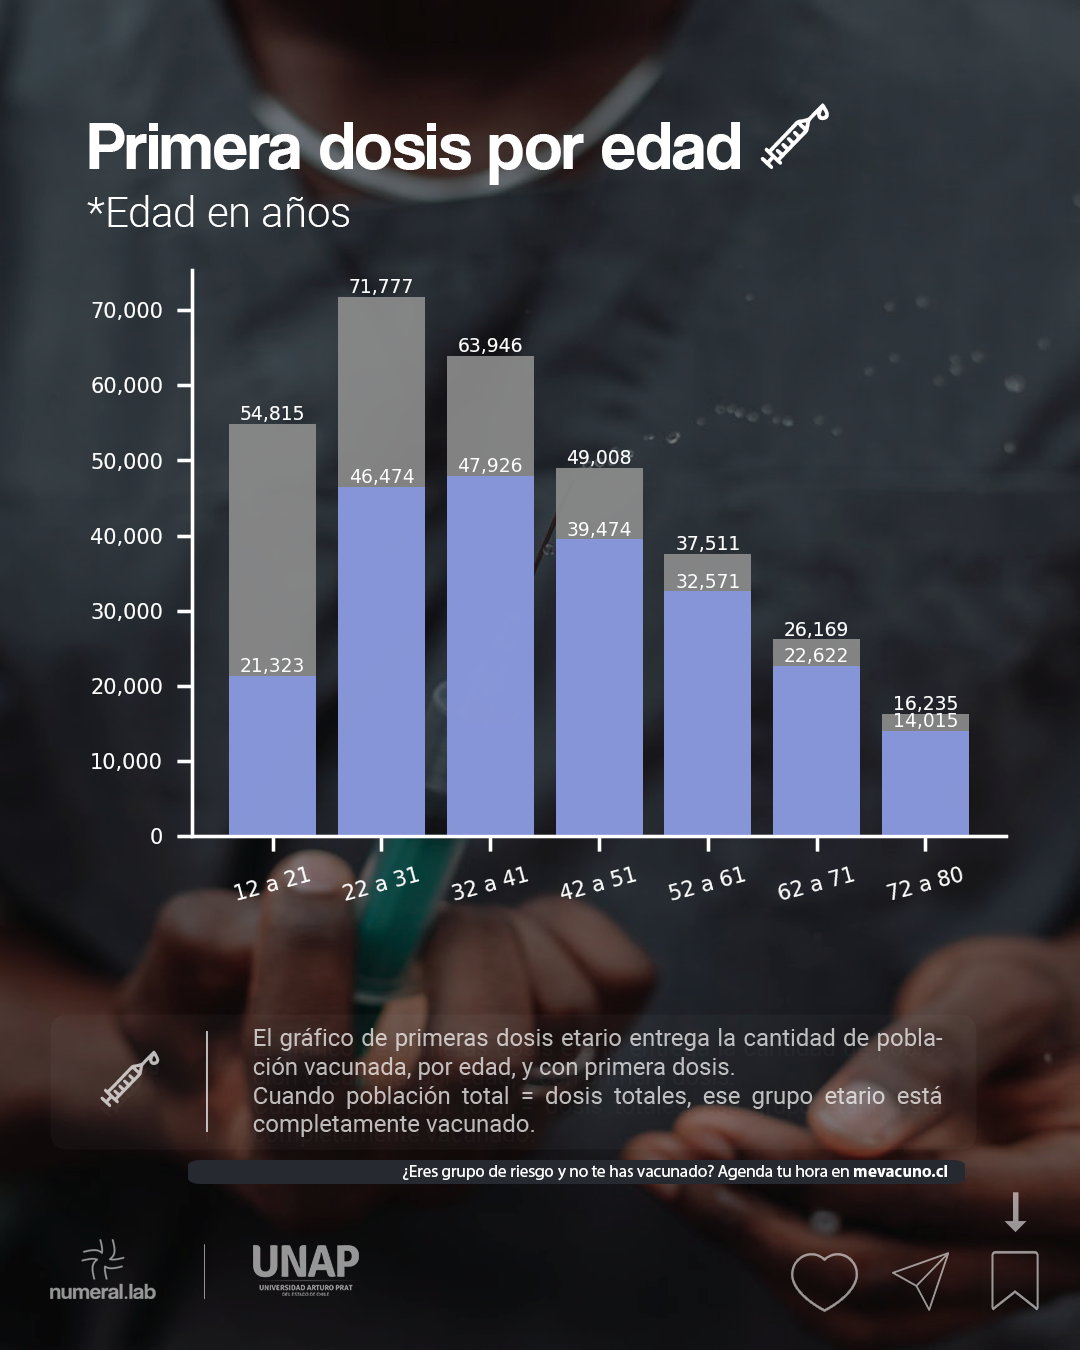 Primera dosis por edad
*Edad en años
71,777
70,000
63,946
60,000
54,815
50,000
49,008
46,474
47,926
40,000
39,474
37,511
32,571
30,000
26,169
22,622
21,323
20,000
16,235
14,015
10,000
0
12 a 21
22 a 31
32 a 41
42 a 51
52 a 61
62 a 71
72 a 80
El gráfico de primeras dosis etario entrega la cantidad de pobla-
ción vacunada, por edad, y con primera dosis.
Cuando población total = dosis totales, ese grupo etario está
completamente vacunado.
¿Eres grupo de riesgo y no te has vacunado? Agenda tu hora en mevacuno.cl
numeral.lab
UNAP
UNIVERSIDAD ARTURO PRAT
DEL ESTADO DE CHILE